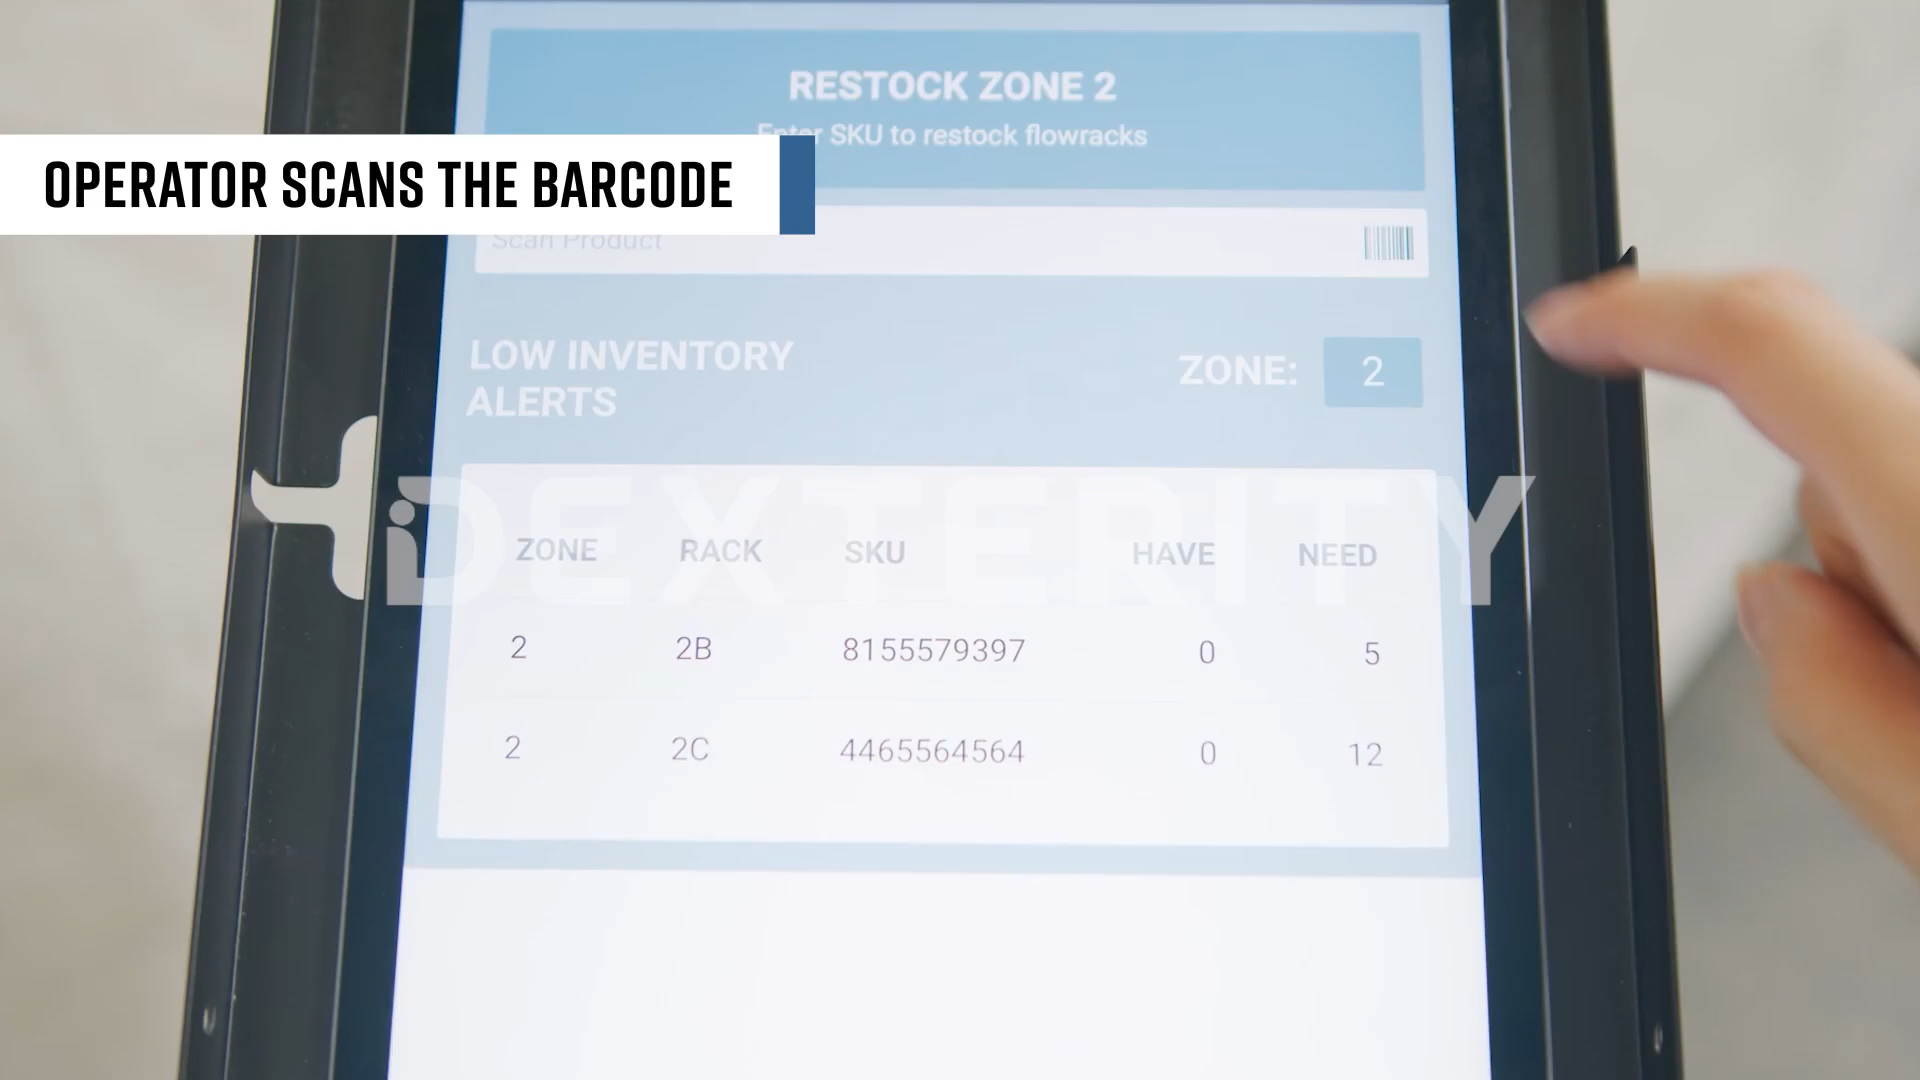 RESTOCK ZONE 2
Enter SKU to restock flowracks
OPERATOR SCANS THE BARCODE
Scan Product
LOW INVENTORY
ALERTS
ZONE: 2
DEXTERITY
ZONE RACK SKU HAVE NEED
2 2B 8155579397 0 5
2 2C 4465564564 0 12